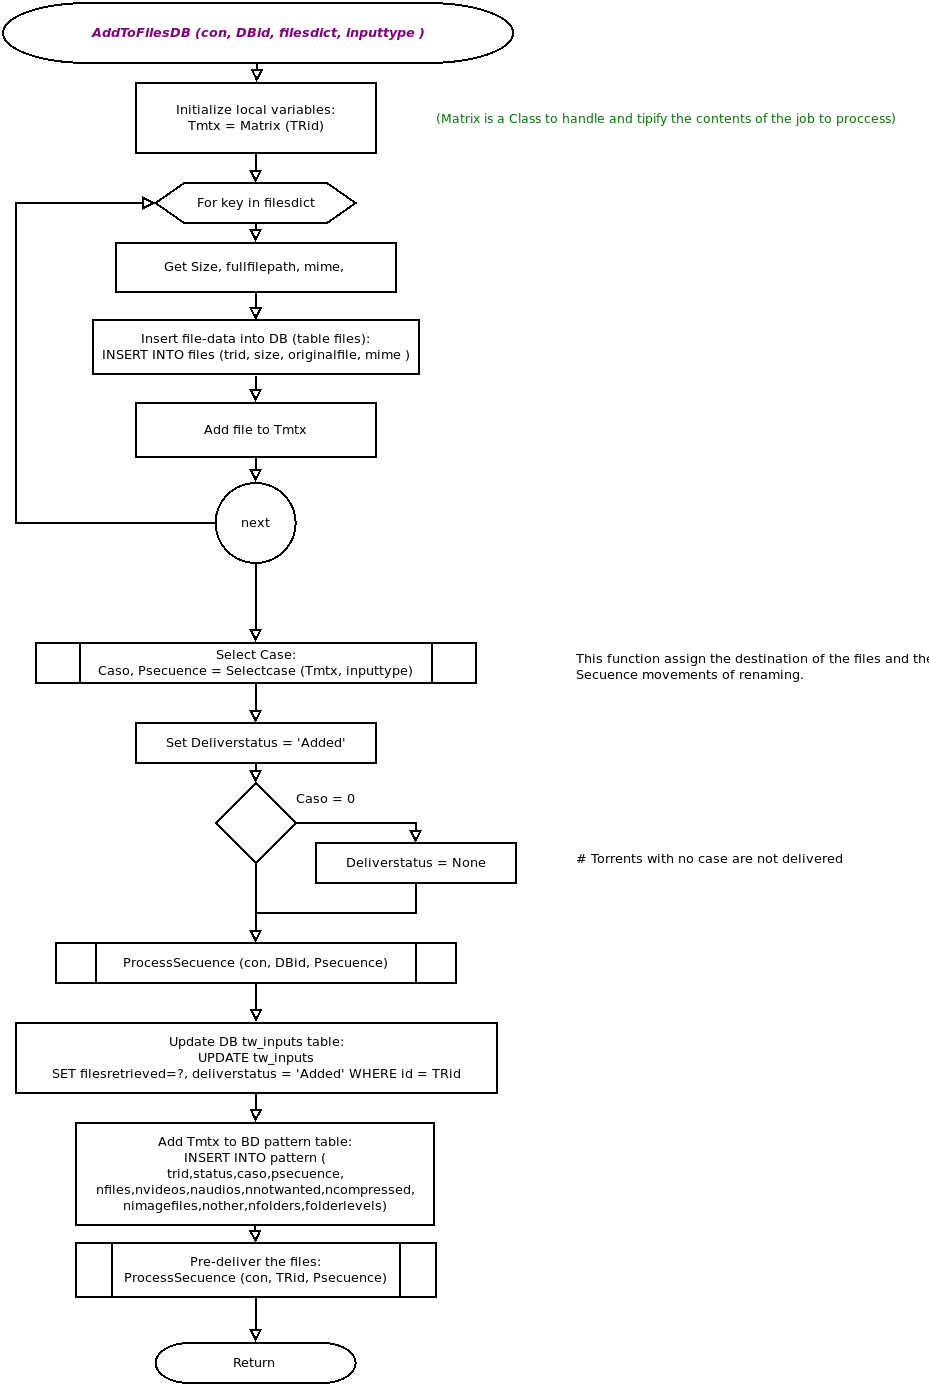 AddToFilesDB (con, DBid, filesdict, inputtype )
Initialize local variables:
Tmtx = Matrix (TRid)
(Matrix is a Class to handle and tipify the contents of the job to proccess)
For key in filesdict
Get Size, fullfilepath, mime,
Insert file-data into DB (table files):
INSERT INTO files (trid, size, originalfile, mime )
Add file to Tmtx
next
Select Case:
Caso, Psecuence = Selectcase (Tmtx, inputtype)
This function assign the destination of the files and the
Secuence movements of renaming.
Set Deliverstatus = 'Added'
Caso = 0
Deliverstatus = None
# Torrents with no case are not delivered
ProcessSecuence (con, DBid, Psecuence)
Update DB tw_inputs table:
UPDATE tw_inputs
SET filesretrieved=?, deliverstatus = 'Added' WHERE id = TRid
Add Tmtx to BD pattern table:
INSERT INTO pattern (
trid,status,caso,psecuence,
nfiles,nvideos,naudios,nnotwanted,ncompressed,
nimagefiles,nother,nfolders,folderlevels)
Pre-deliver the files:
ProcessSecuence (con, TRid, Psecuence)
Return